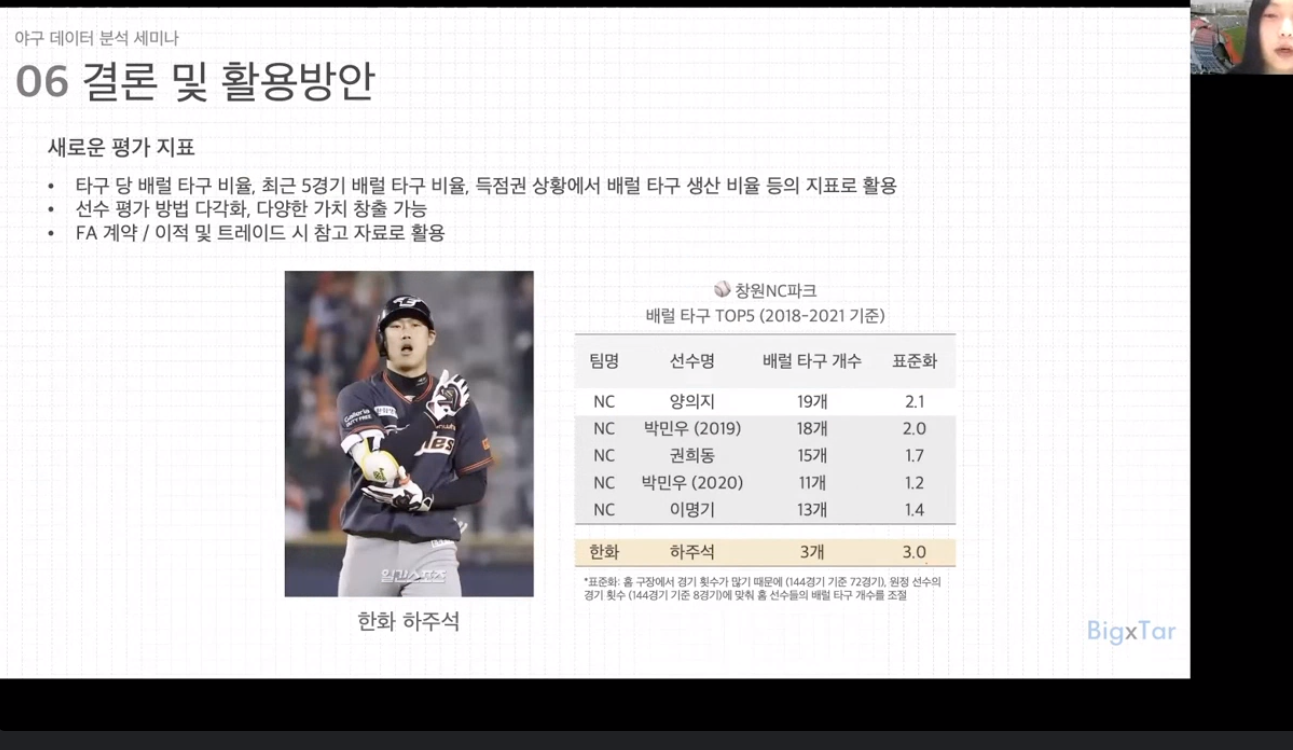 야구 데이터 분석 세미나
06 결론 및 활용방안
새로운 평가 지표
• 타구 당 배럴 타구 비율, 최근 5경기 배럴 타구 비율, 득점권 상황에서 배럴 타구 생산 비율 등의 지표로 활용
• 선수 평가 방법 다각화, 다양한 가치 창출 가능
• FA 계약 / 이적 및 트레이드 시 참고 자료로 활용
Galleria
DUTY FREE
일간스포츠
한화 하주석
⚾ 창원NC파크
배럴 타구 TOP5 (2018-2021 기준)
팀명 선수명 배럴 타구 개수 표준화
NC 양의지 19개 2.1
NC 박민우 (2019) 18개 2.0
NC 권희동 15개 1.7
NC 박민우 (2020) 11개 1.2
NC 이명기 13개 1.4
한화 하주석 3개 3.0
*표준화: 홈 구장에서 경기 횟수가 많기 때문에 (144경기 기준 72경기), 원정 선수의
경기 횟수 (144경기 기준 8경기)에 맞춰 홈 선수들의 배럴 타구 개수를 조절
BigxTar